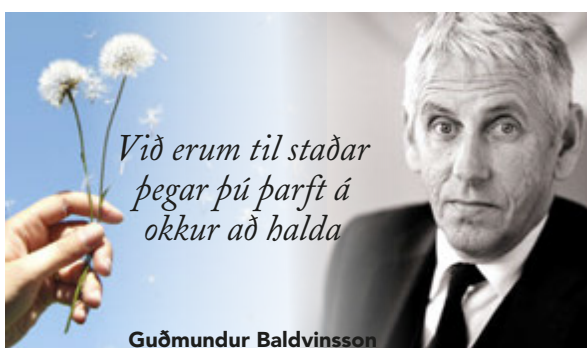 Við erum til staðar
þegar þú þarft á
okkur að halda
Guðmundur Baldvinsson